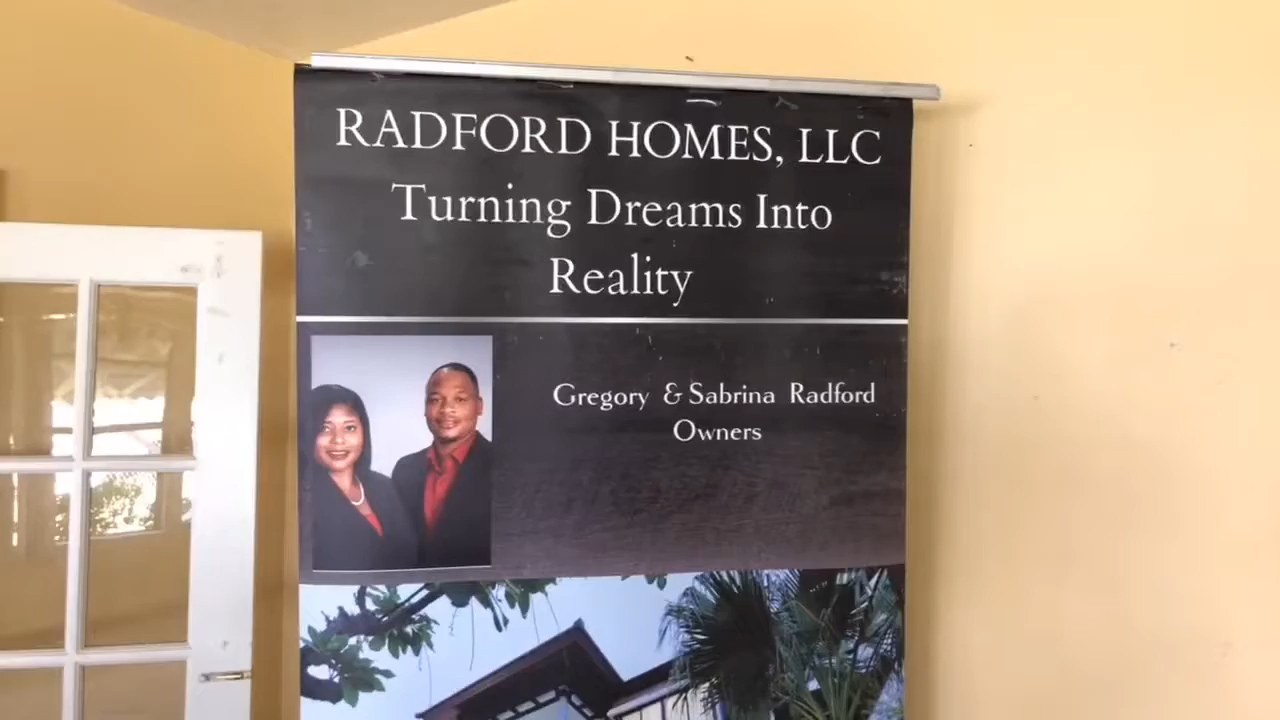 RADFORD HOMES, LLC
Turning Dreams Into
Reality
Gregory & Sabrina Radford
Owners